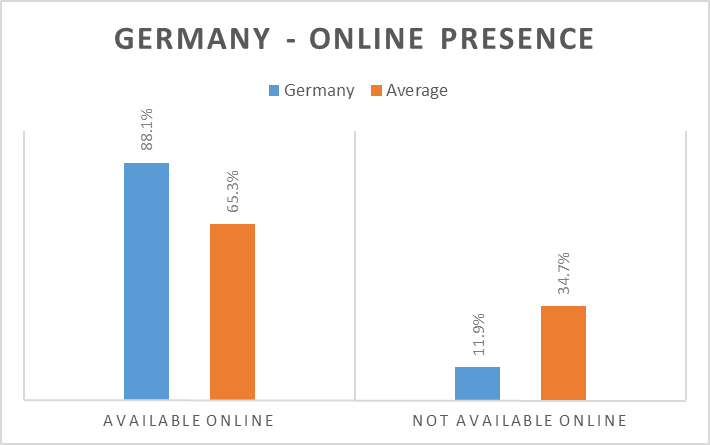 GERMANY - ONLINE PRESENCE
Germany Average
88.1%
65.3%
11.9%
34.7%
AVAILABLE ONLINE
NOT AVAILABLE ONLINE